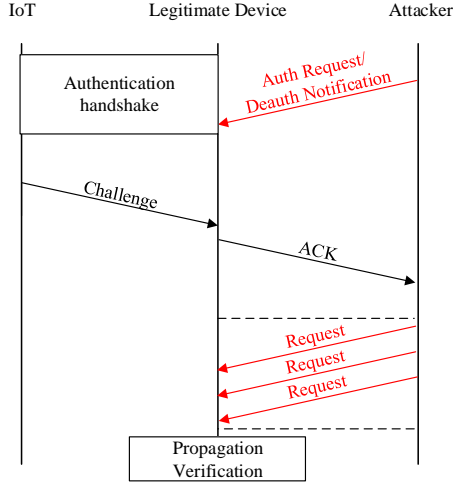 IoT
Legitimate Device
Attacker
Authentication
handshake
Auth Request/
Deauth Notification
Challenge
ACK
Request
Request
Request
Propagation
Verification